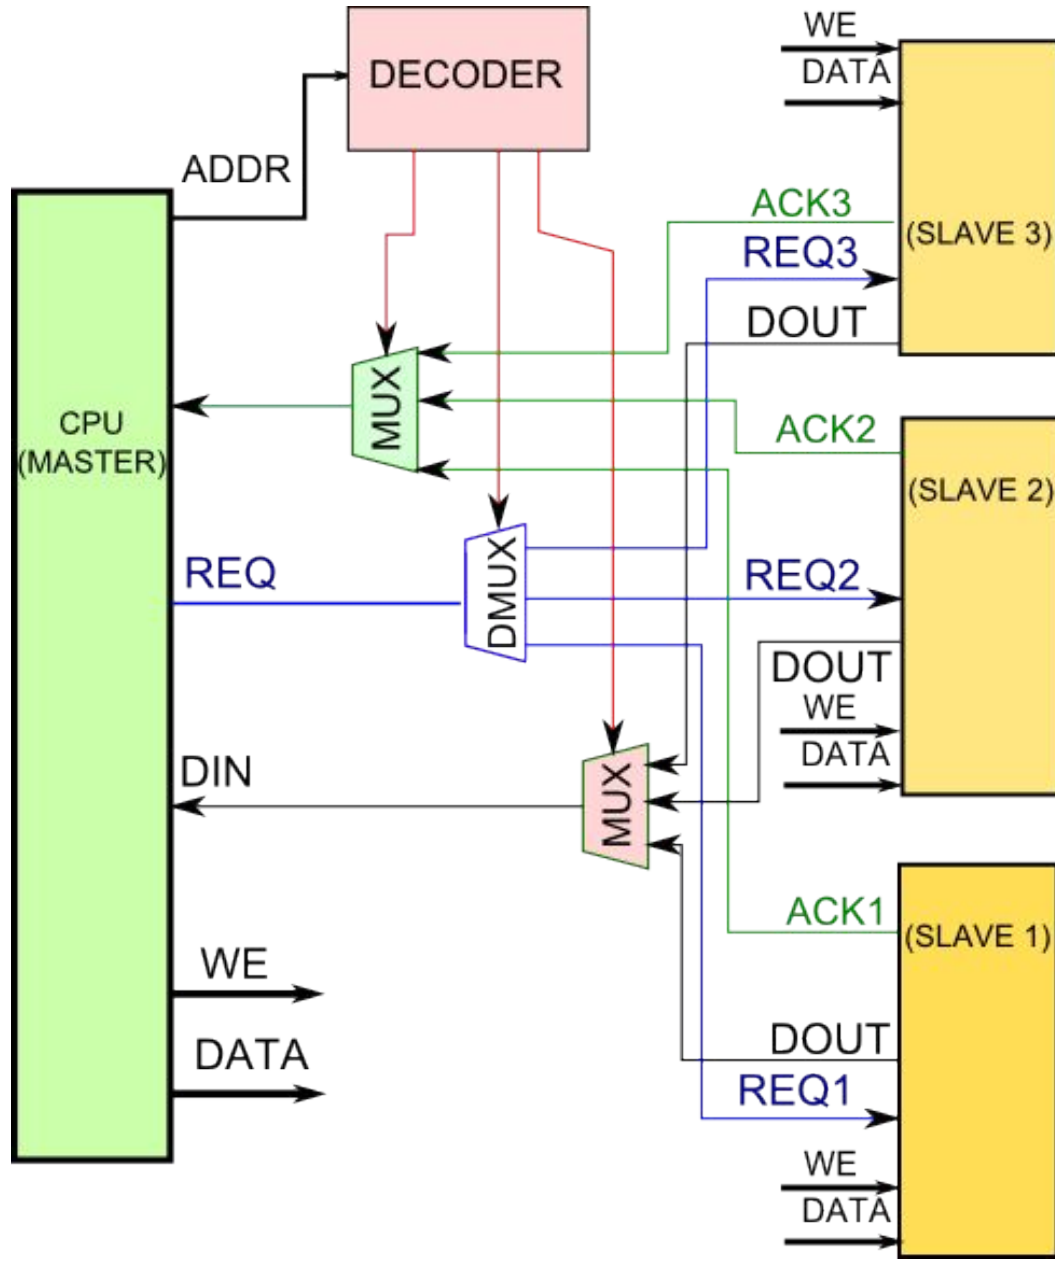 WE
DECODER
DATA
ADDR
ACK3
(SLAVE 3)
REQ3
DOUT
MUX
CPU
(MASTER)
ACK2
(SLAVE 2)
REQ
DMUX
REQ2
DOUT
WE
DATA
DIN
MUX
ACK1
(SLAVE 1)
WE
DOUT
DATA
REQ1
WE
DATA